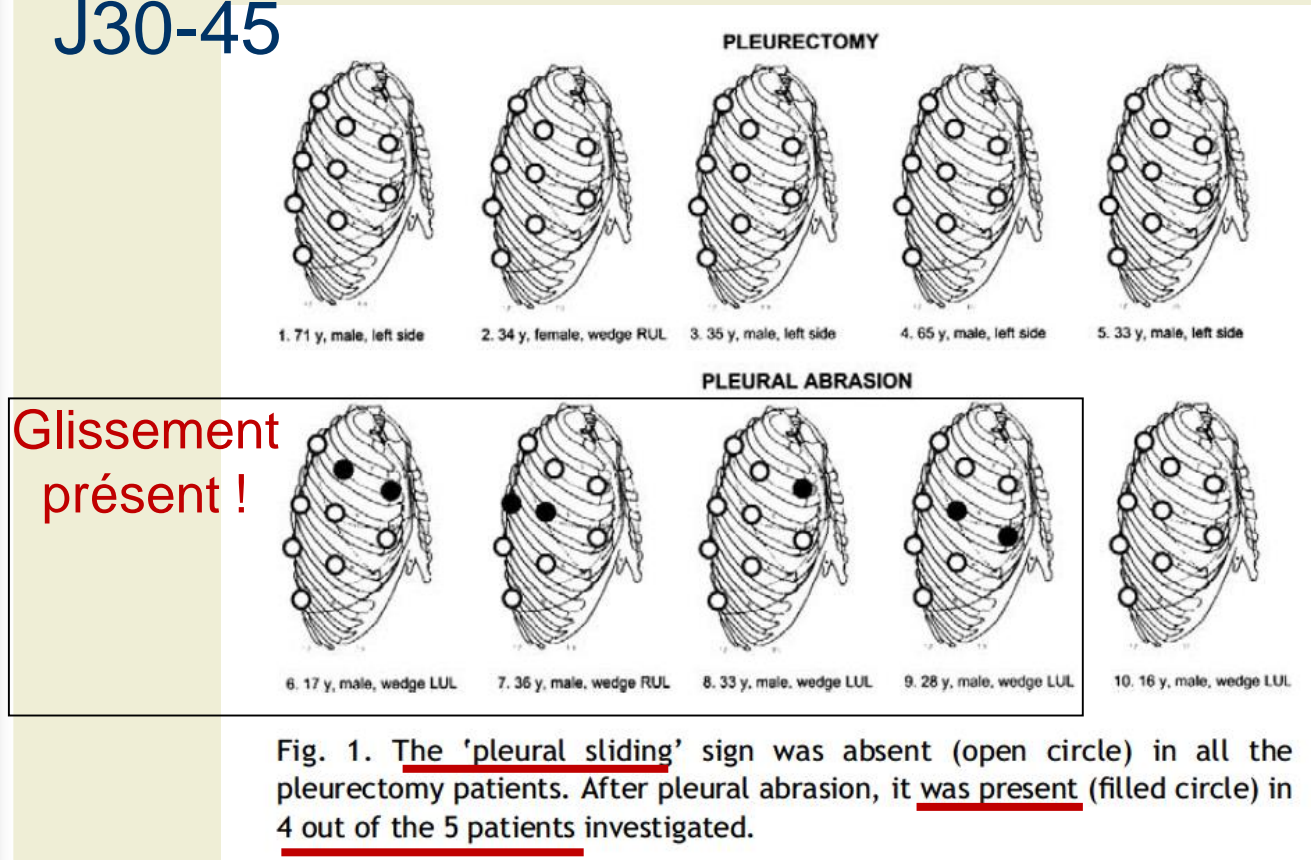 J30-45
PLEURECTOMY
1. 71 y, male, left side
2. 34 y, female, wedge RUL
3. 35 y, male, left side
4. 65 y, male, left side
5. 33 y, male, left side
PLEURAL ABRASION
Glissement
présent !
6. 17 y, male, wedge LUL
7. 36 y, male, wedge RUL
8. 33 y, male, wedge LUL
9. 28 y, male, wedge LUL
10. 16 y, male, wedge LUL
Fig. 1. The ‘pleural sliding’ sign was absent (open circle) in all the
pleurectomy patients. After pleural abrasion, it was present (filled circle) in
4 out of the 5 patients investigated.